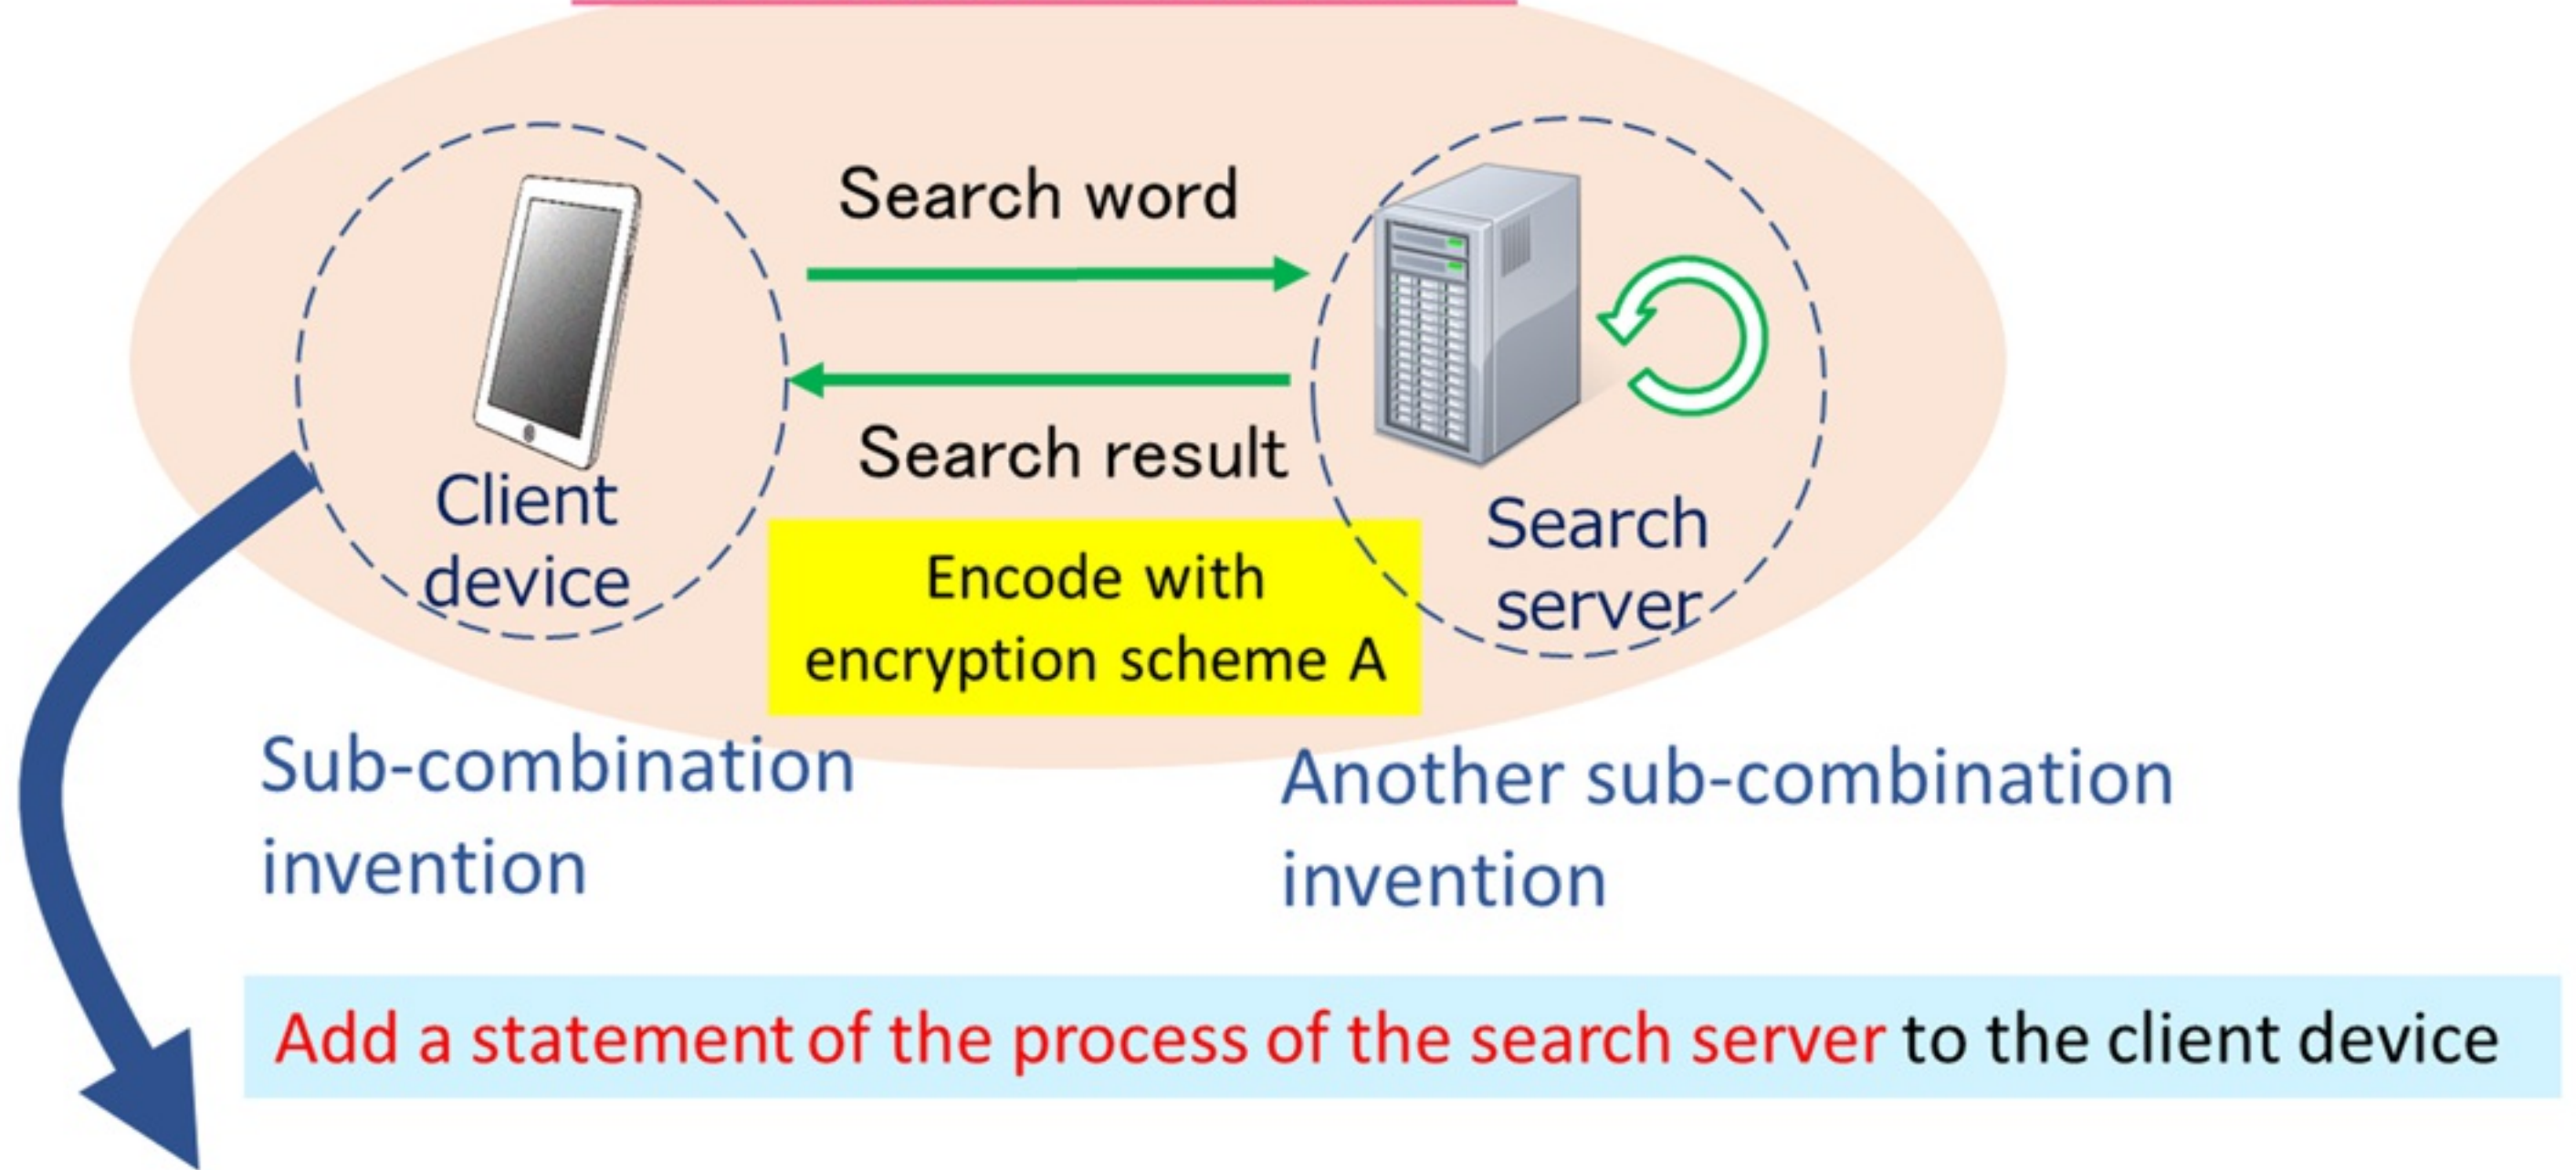 Search word
Search result
Client
device
Encode with
encryption scheme A
Search
server
Sub-combination
invention
Another sub-combination
invention
Add a statement of the process of the search server to the client device